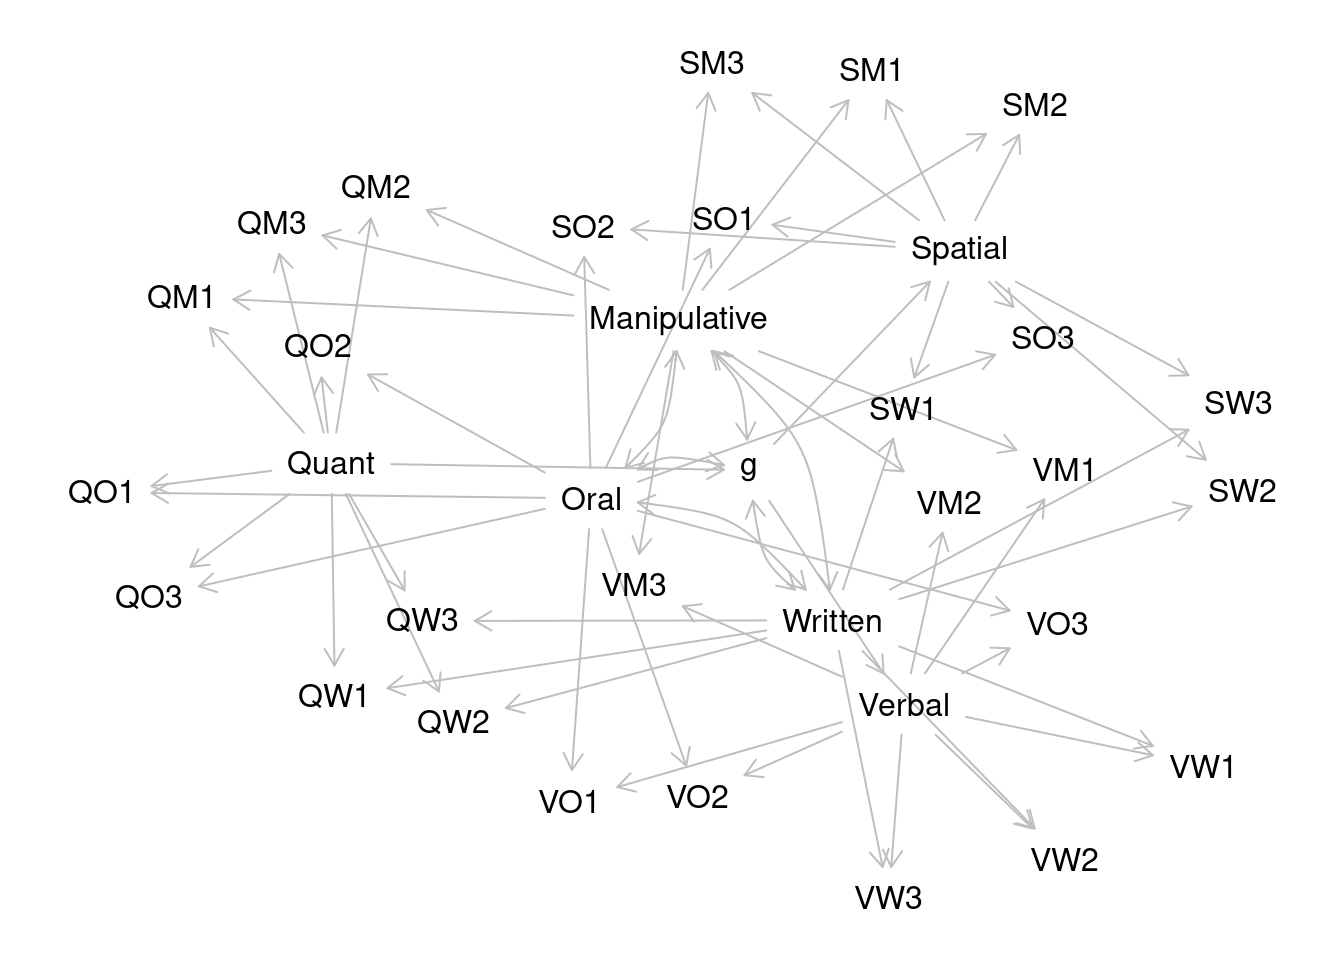 SM3
SM1
SM2
QM2
QM3
SO2
SO1
Spatial
QM1
Manipulative
QO2
SO3
SW3
SW1
Quant
g
VM1
QO1
Oral
VM2
SW2
VM3
QO3
QW3
Written
VO3
QW1
Verbal
QW2
VW1
VO1
VO2
VW2
VW3